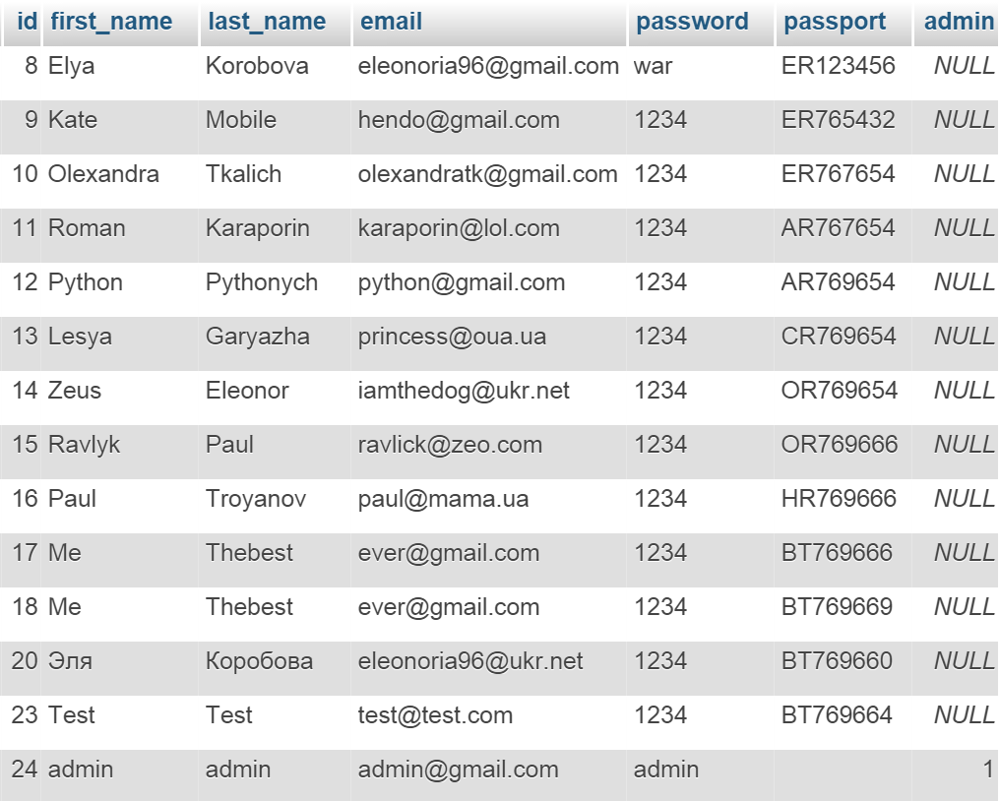 id first_name last_name email password passport admin
8 Elya Korobova eleonoria96@gmail.com war ER123456 NULL
9 Kate Mobile hendo@gmail.com 1234 ER765432 NULL
10 Olexandra Tkalich olexandratk@gmail.com 1234 ER767654 NULL
11 Roman Karaporin karaporin@lol.com 1234 AR767654 NULL
12 Python Pythonych python@gmail.com 1234 AR769654 NULL
13 Lesya Garyazha princess@oua.ua 1234 CR769654 NULL
14 Zeus Eleonor iamthedog@ukr.net 1234 OR769654 NULL
15 Ravlyk Paul ravlick@zeo.com 1234 OR769666 NULL
16 Paul Troyanov paul@mama.ua 1234 HR769666 NULL
17 Me Thebest ever@gmail.com 1234 BT769666 NULL
18 Me Thebest ever@gmail.com 1234 BT769669 NULL
20 Эля Коробова eleonoria96@ukr.net 1234 BT769660 NULL
23 Test Test test@test.com 1234 BT769664 NULL
24 admin admin admin@gmail.com admin 1